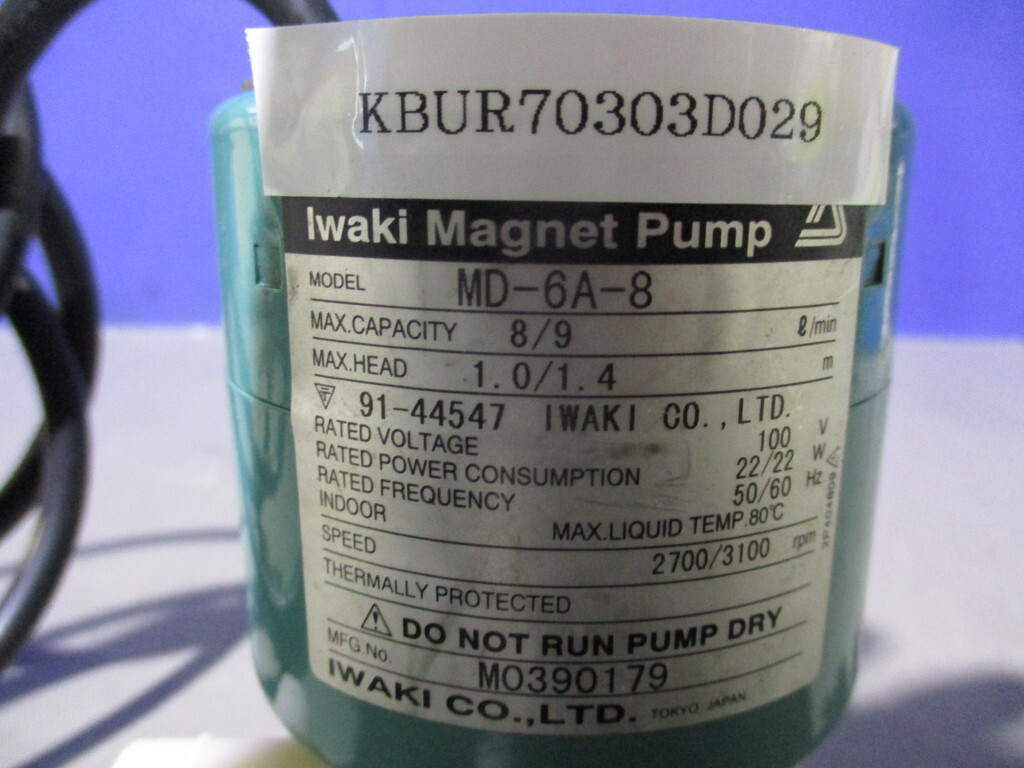 KBUR70303D029
Iwaki Magnet Pump
MODEL MD-6A-8
MAX.CAPACITY 8/9 ℓ/min
MAX.HEAD 1.0/1.4 m
91-44547 IWAKI CO.,LTD.
RATED VOLTAGE 100 V
RATED POWER CONSUMPTION 22/22 W
RATED FREQUENCY 50/60 Hz
INDOOR MAX.LIQUID TEMP.80℃
SPEED 2700/3100 rpm
THERMALLY PROTECTED
DO NOT RUN PUMP DRY
MFG.No. M0390179
IWAKI CO.,LTD. TOKYO JAPAN